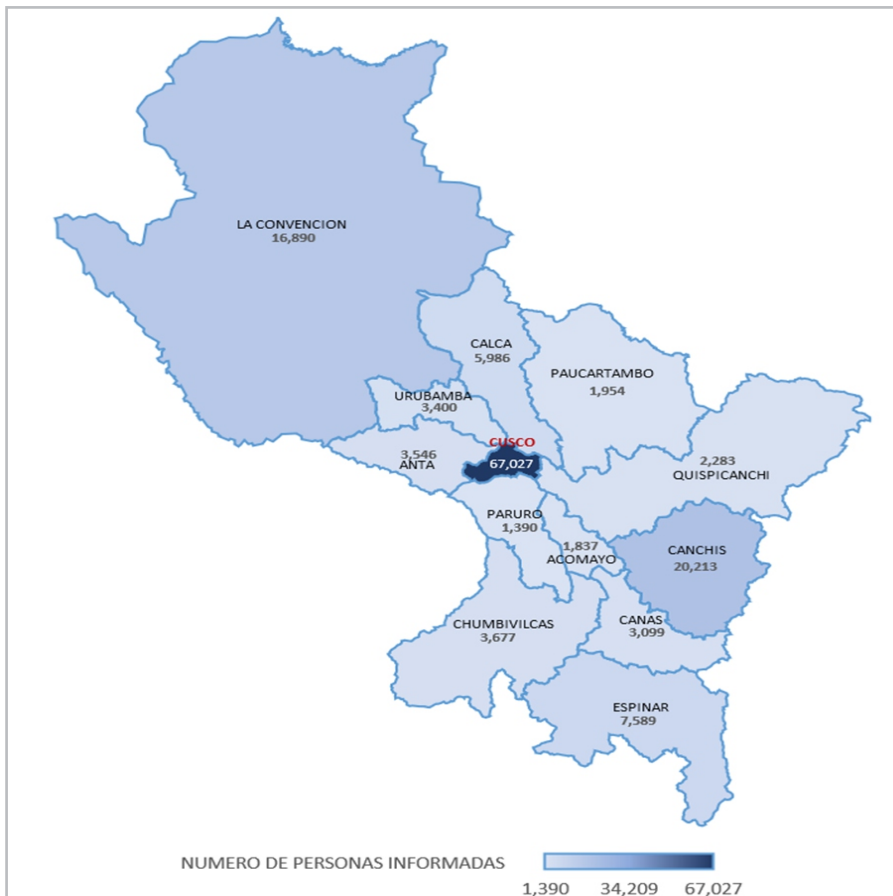 LA CONVENCION
16,890
CALCA
5,986
PAUCARTAMBO
1,954
URUBAMBA
3,400
CUSCO
67,027
3,546
ANTA
2,283
QUISPICANCHI
PARURO
1,390
1,837
ACOMAYO
CANCHIS
20,213
CHUMBIVILCAS
3,677
CANAS
3,099
ESPINAR
7,589
NUMERO DE PERSONAS INFORMADAS
1,390 34,209 67,027